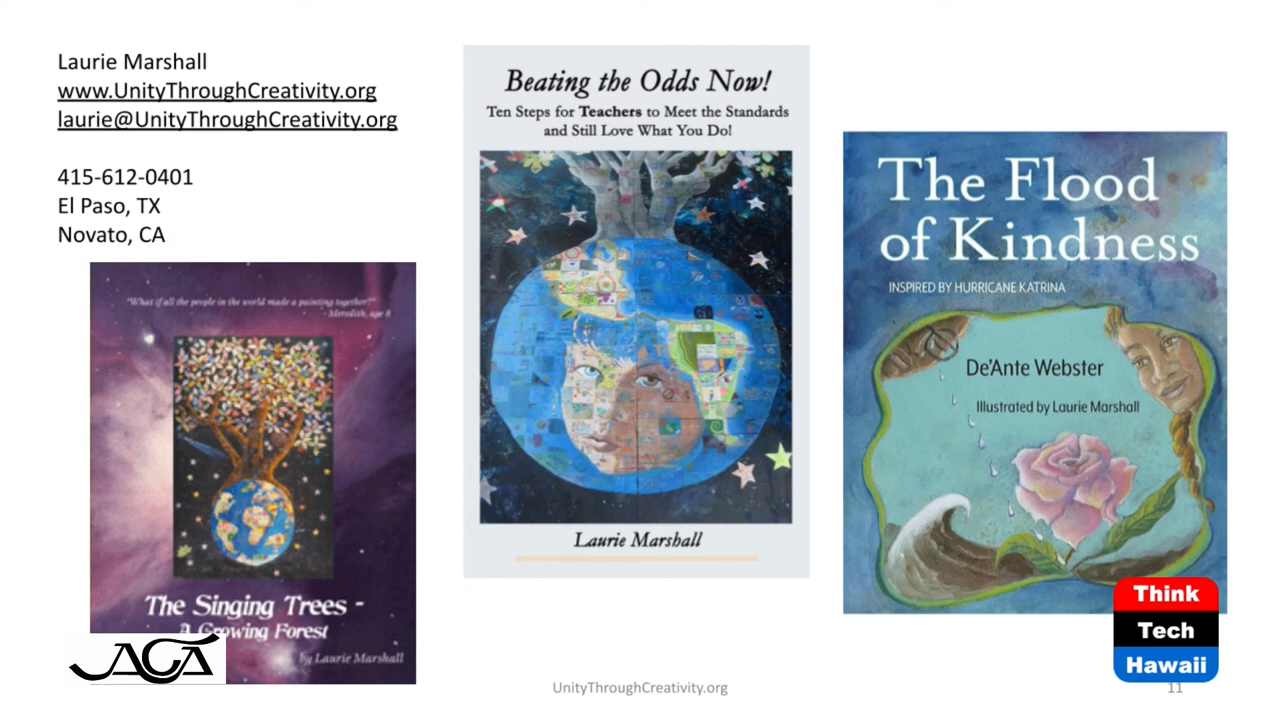 Laurie Marshall
www.UnityThroughCreativity.org
laurie@UnityThroughCreativity.org
415-612-0401
El Paso, TX
Novato, CA
"What if all the people in the world made a painting together?"
- Meredith, age 8
The Singing Trees -
A Growing Forest
by Laurie Marshall
ACA
Beating the Odds Now!
Ten Steps for Teachers to Meet the Standards
and Still Love What You Do!
Laurie Marshall
The Flood
of Kindness
INSPIRED BY HURRICANE KATRINA
De'Ante Webster
Illustrated by Laurie Marshall
Think
Tech
Hawaii
UnityThroughCreativity.org
11